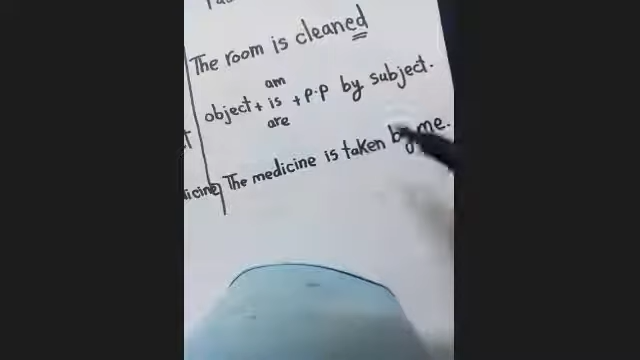 The room is cleaned
am
object + is + p.p by subject.
are
The medicine is taken by me.